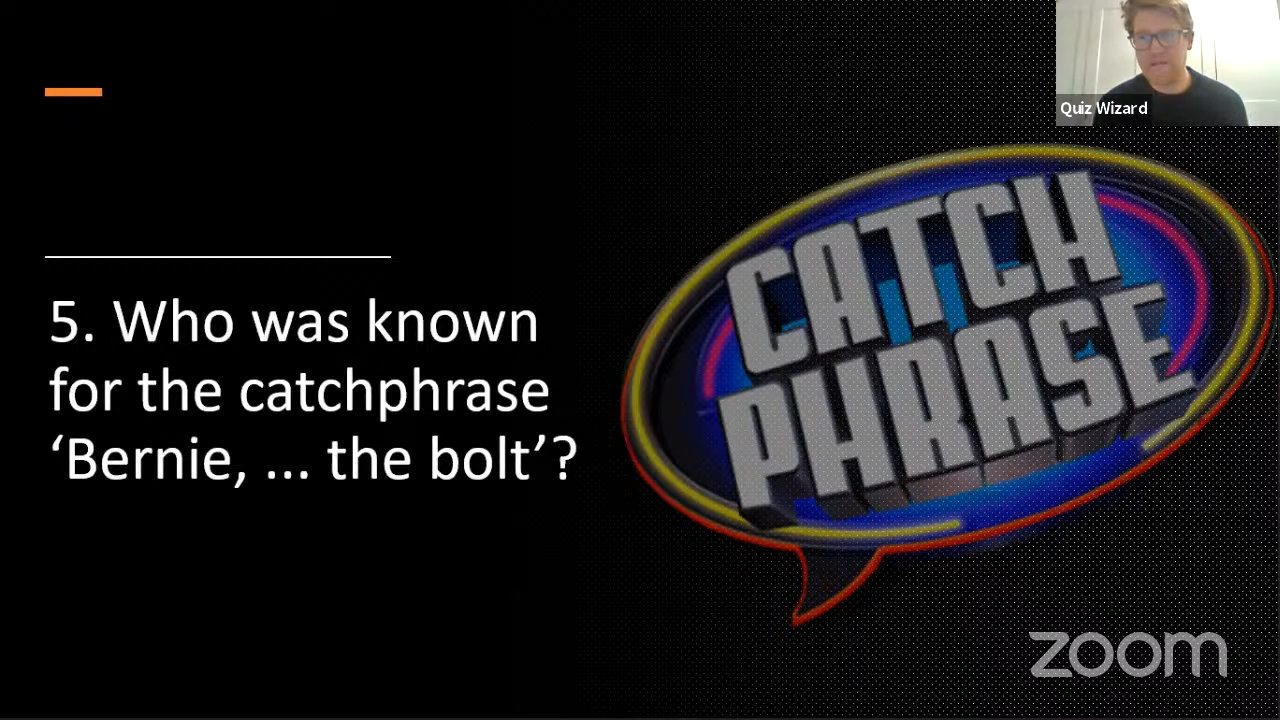 Quiz Wizard
CATCH
PHRASE
5. Who was known
for the catchphrase
‘Bernie, ... the bolt’?
zoom